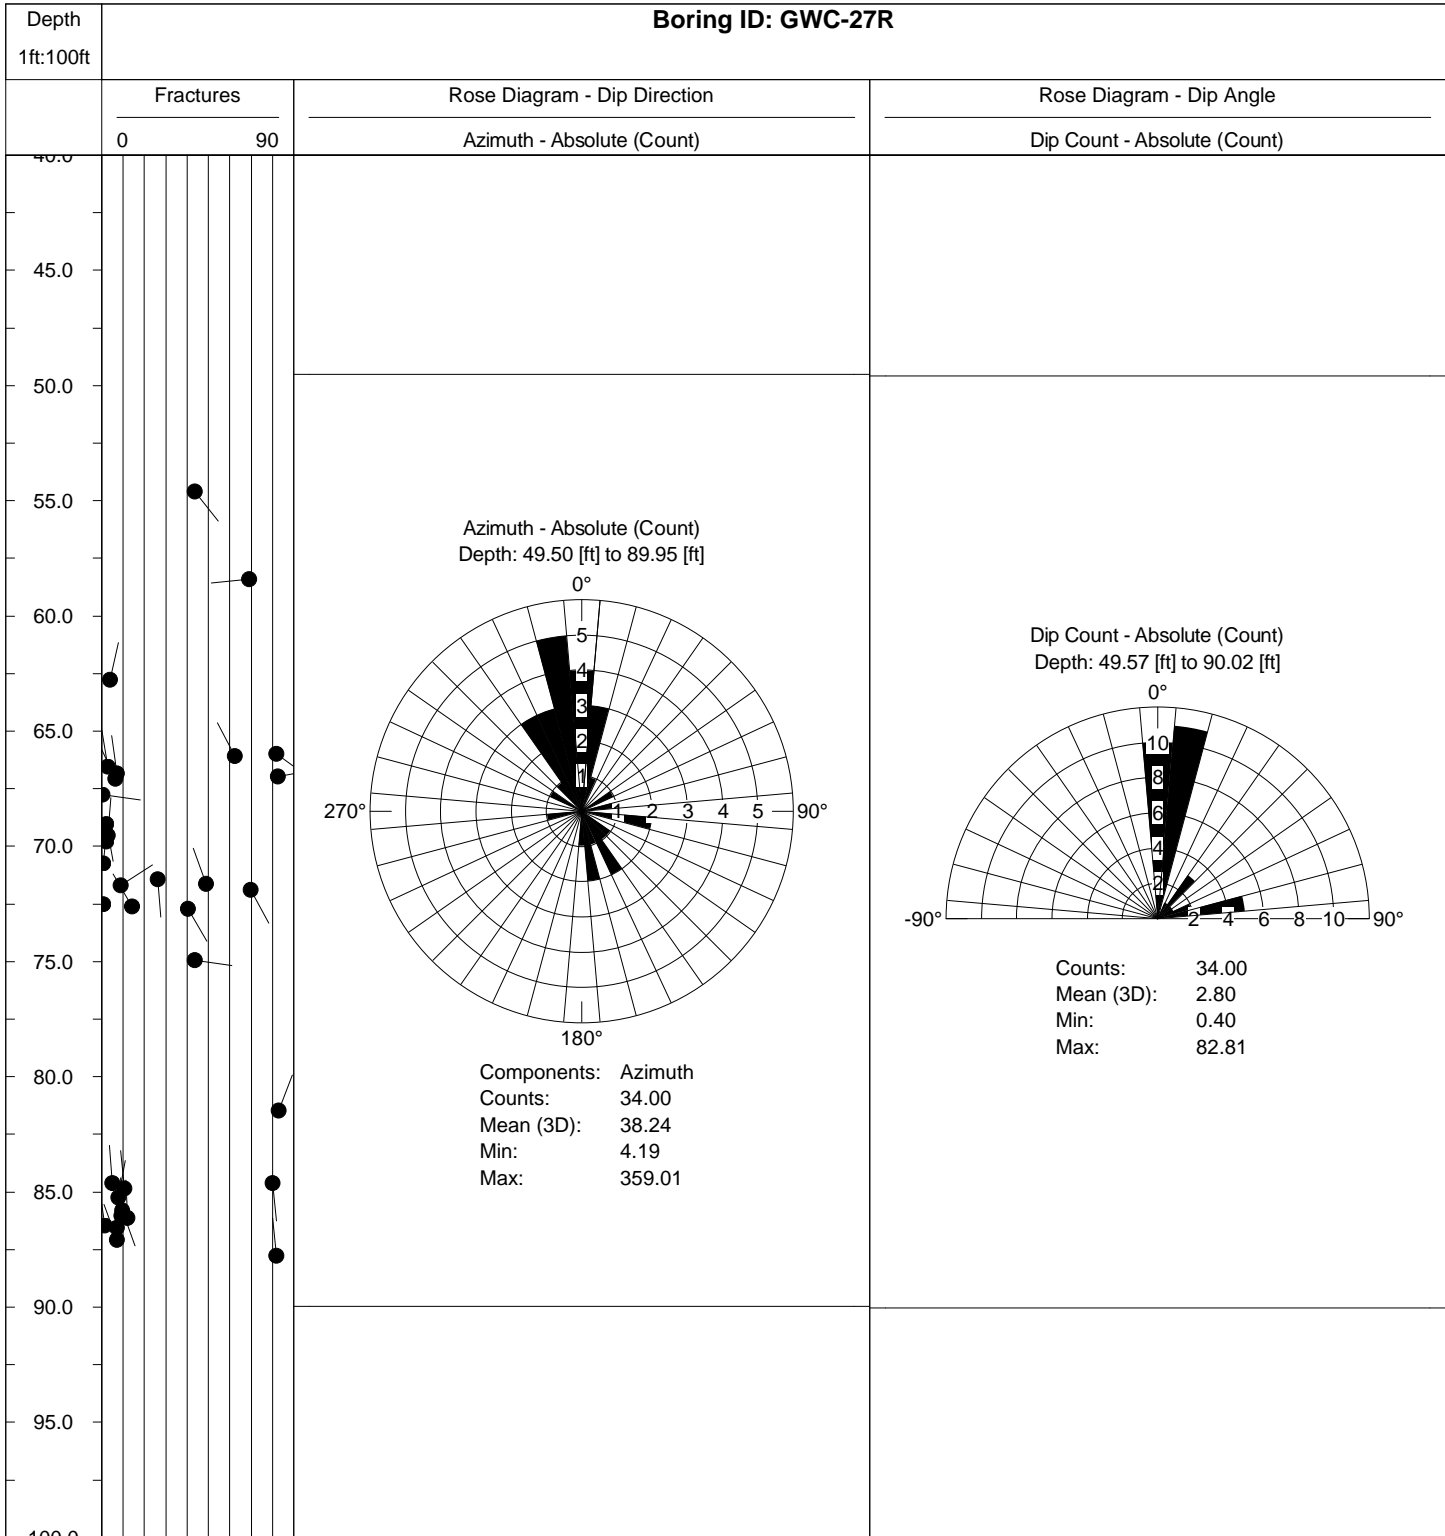 Depth
1ft:100ft
Boring ID: GWC-27R
Fractures
0 90
Rose Diagram - Dip Direction
Azimuth - Absolute (Count)
Rose Diagram - Dip Angle
Dip Count - Absolute (Count)
40.0
45.0
50.0
55.0
60.0
65.0
70.0
75.0
80.0
85.0
90.0
95.0
100.0
Azimuth - Absolute (Count)
Depth: 49.50 [ft] to 89.95 [ft]
0°
5
4
3
2
1
270°
1 2 3 4 5 90°
180°
Components: Azimuth
Counts: 34.00
Mean (3D): 38.24
Min: 4.19
Max: 359.01
Dip Count - Absolute (Count)
Depth: 49.57 [ft] to 90.02 [ft]
0°
10
8
6
4
2
-90°
2 4 6 8 10 90°
Counts: 34.00
Mean (3D): 2.80
Min: 0.40
Max: 82.81